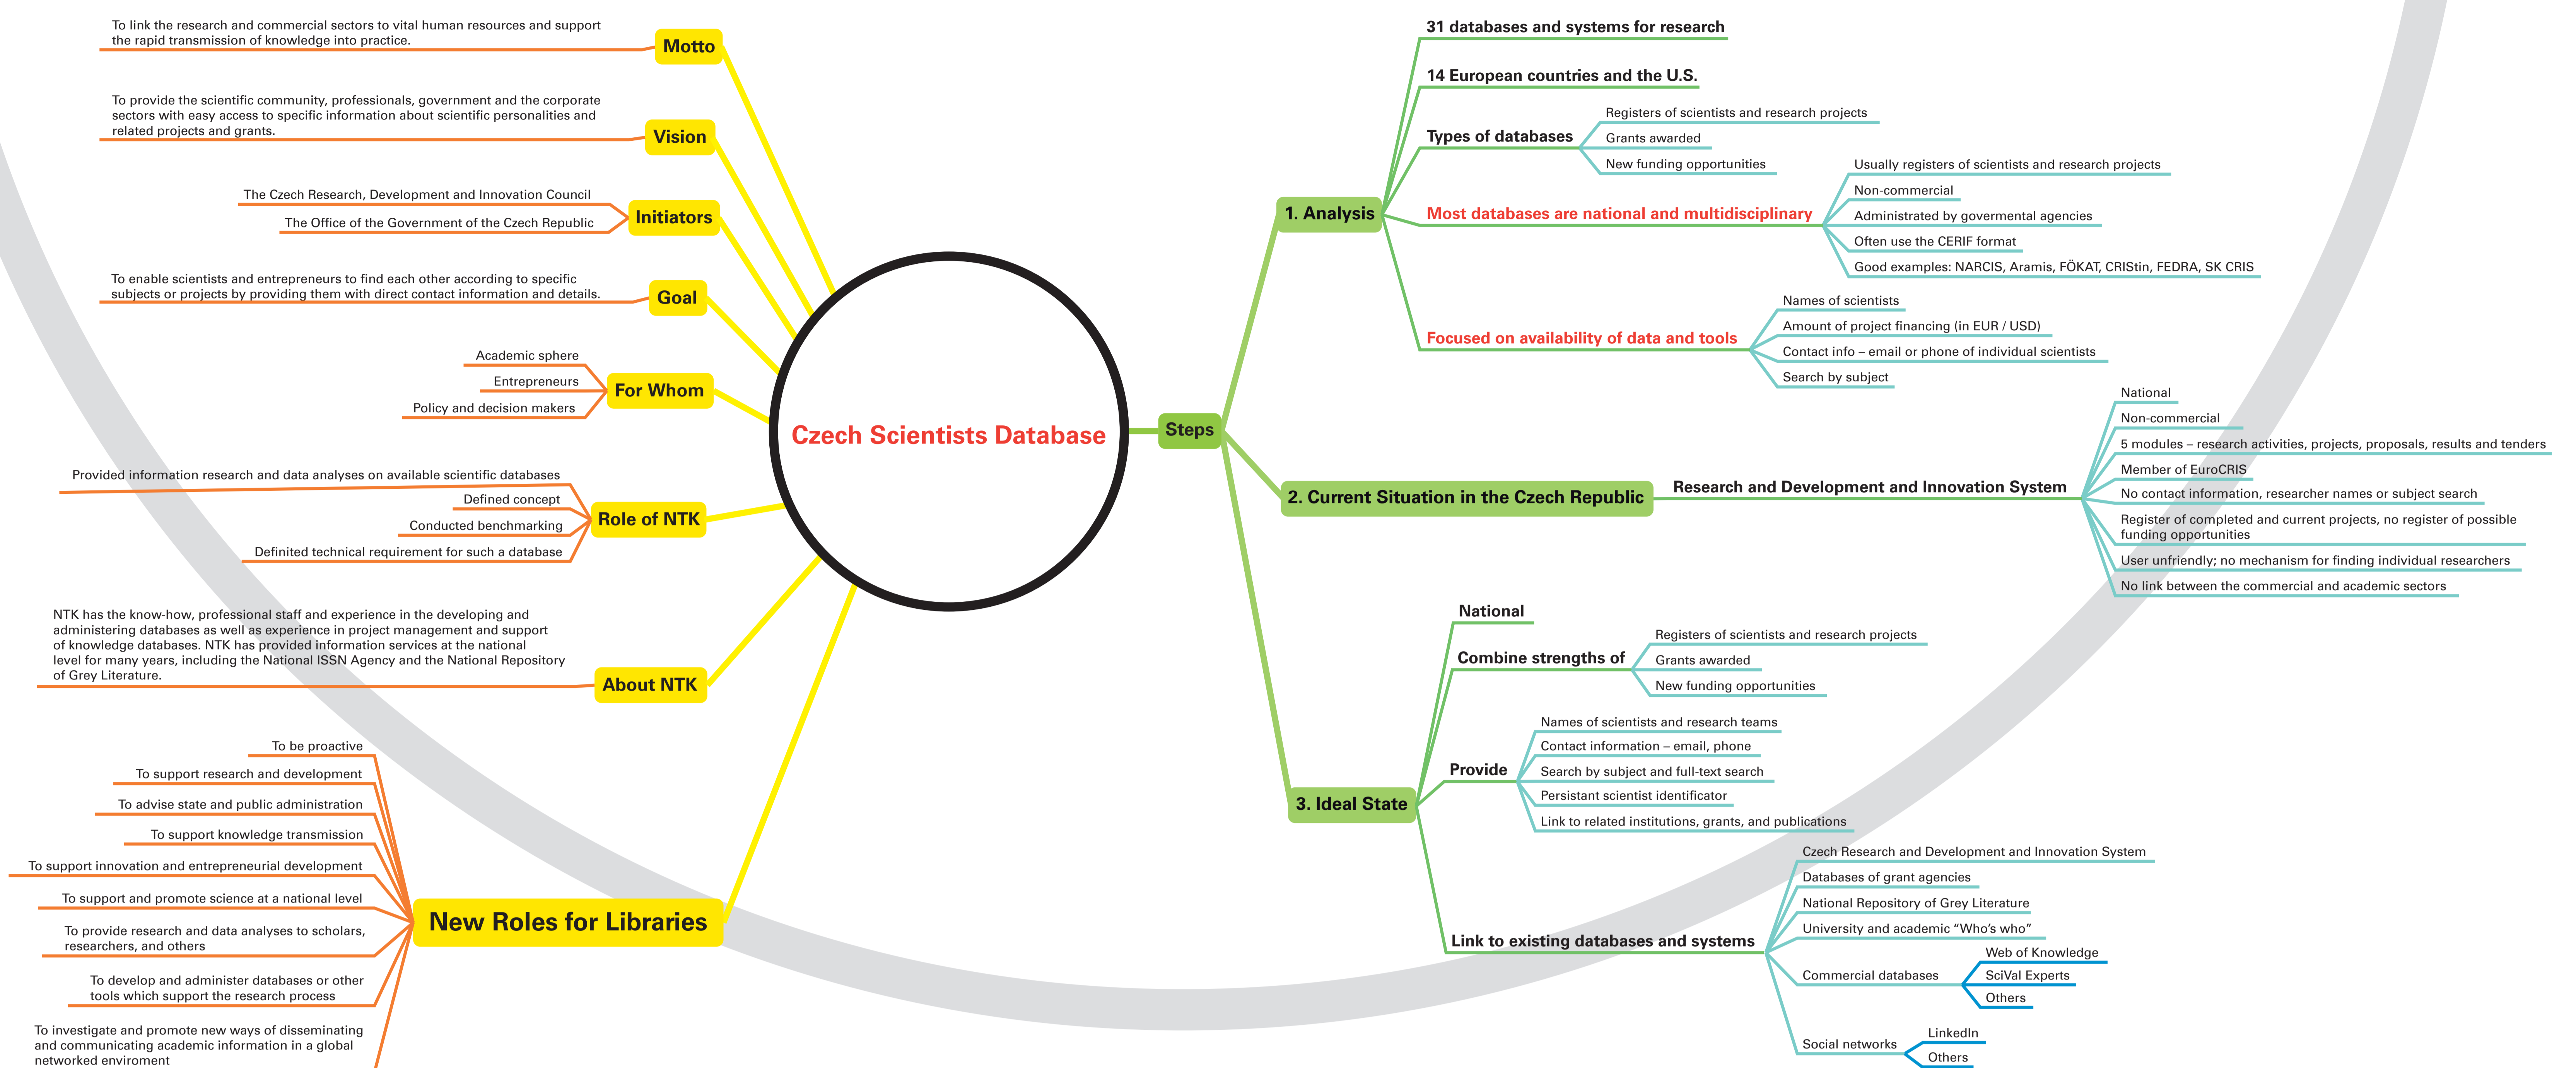 To link the research and commercial sectors to vital human resources and support
the rapid transmission of knowledge into practice.
Motto
To provide the scientific community, professionals, government and the corporate
sectors with easy access to specific information about scientific personalities and
related projects and grants.
Vision
The Czech Research, Development and Innovation Council
The Office of the Government of the Czech Republic
Initiators
To enable scientists and entrepreneurs to find each other according to specific
subjects or projects by providing them with direct contact information and details.
Goal
Academic sphere
Entrepreneurs
Policy and decision makers
For Whom
Provided information research and data analyses on available scientific databases
Defined concept
Conducted benchmarking
Definited technical requirement for such a database
Role of NTK
NTK has the know-how, professional staff and experience in the developing and
administering databases as well as experience in project management and support
of knowledge databases. NTK has provided information services at the national
level for many years, including the National ISSN Agency and the National Repository
of Grey Literature.
About NTK
To be proactive
To support research and development
To advise state and public administration
To support knowledge transmission
To support innovation and entrepreneurial development
To support and promote science at a national level
To provide research and data analyses to scholars,
researchers, and others
To develop and administer databases or other
tools which support the research process
To investigate and promote new ways of disseminating
and communicating academic information in a global
networked enviroment
New Roles for Libraries
Czech Scientists Database
Steps
1. Analysis
31 databases and systems for research
14 European countries and the U.S.
Types of databases
Registers of scientists and research projects
Grants awarded
New funding opportunities
Most databases are national and multidisciplinary
Usually registers of scientists and research projects
Non-commercial
Administrated by govermental agencies
Often use the CERIF format
Good examples: NARCIS, Aramis, FÖKAT, CRIStin, FEDRA, SK CRIS
Focused on availability of data and tools
Names of scientists
Amount of project financing (in EUR / USD)
Contact info – email or phone of individual scientists
Search by subject
2. Current Situation in the Czech Republic
Research and Development and Innovation System
National
Non-commercial
5 modules – research activities, projects, proposals, results and tenders
Member of EuroCRIS
No contact information, researcher names or subject search
Register of completed and current projects, no register of possible
funding opportunities
User unfriendly; no mechanism for finding individual researchers
No link between the commercial and academic sectors
3. Ideal State
National
Combine strengths of
Registers of scientists and research projects
Grants awarded
New funding opportunities
Provide
Names of scientists and research teams
Contact information – email, phone
Search by subject and full-text search
Persistant scientist identificator
Link to related institutions, grants, and publications
Link to existing databases and systems
Czech Research and Development and Innovation System
Databases of grant agencies
National Repository of Grey Literature
University and academic “Who’s who”
Commercial databases
Web of Knowledge
SciVal Experts
Others
Social networks
LinkedIn
Others